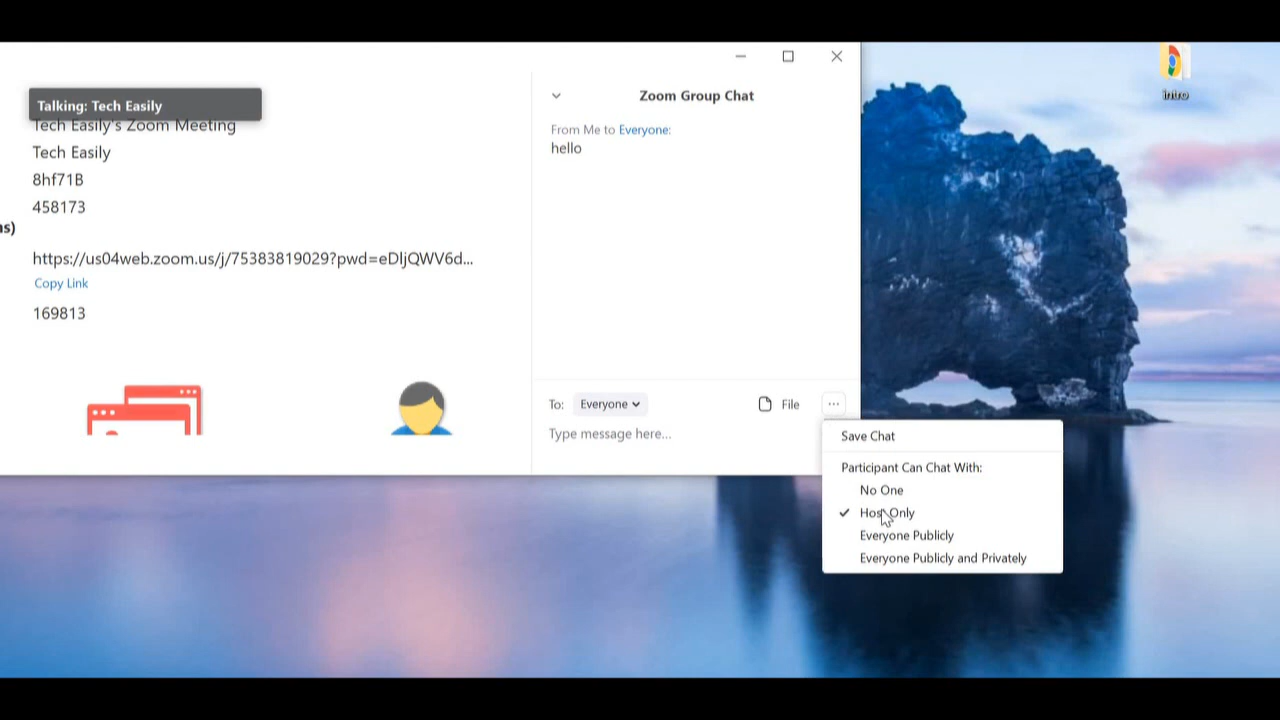 Talking: Tech Easily
Tech Easily's Zoom Meeting
Tech Easily
8hf71B
458173
ns)
https://us04web.zoom.us/j/75383819029?pwd=eDljQWV6d...
Copy Link
169813
Zoom Group Chat
From Me to Everyone:
hello
To: Everyone File ...
Type message here...
Save Chat
Participant Can Chat With:
No One
Host Only
Everyone Publicly
Everyone Publicly and Privately
intro